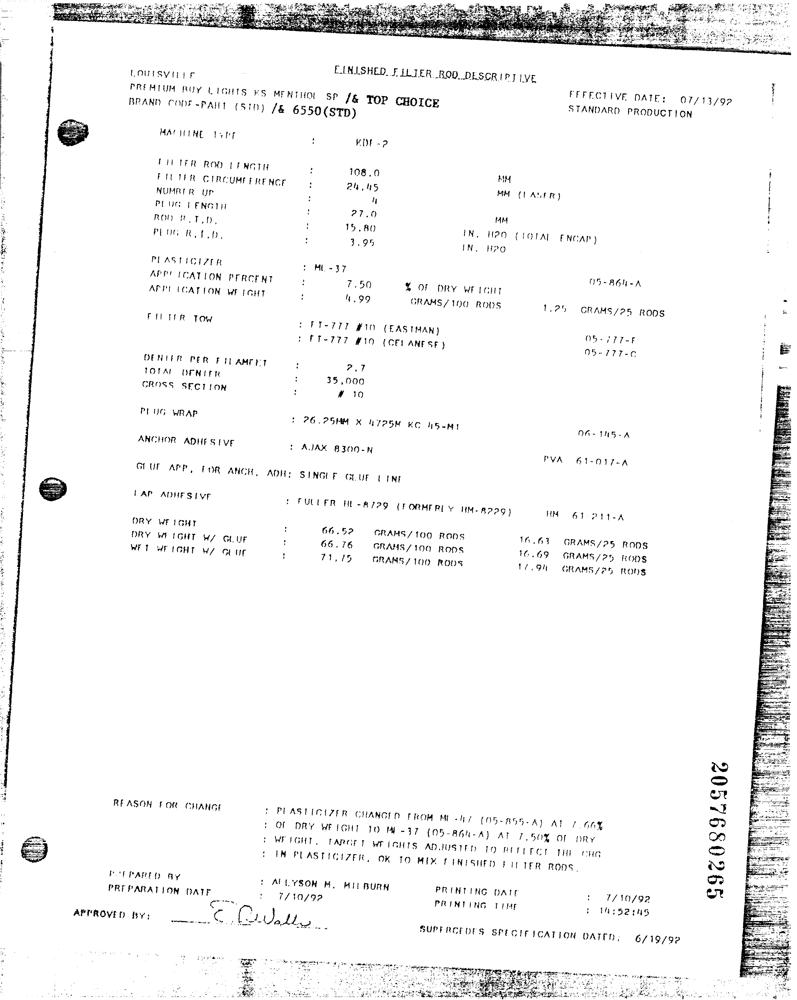 FINISHED FILTER ROD DESCRIPTIVE
LOUISVILLE
PREMIUM BUY LIGHTS KS MENTHOL SP /& TOP CHOICE
EFFECTIVE DATE: 07/13/92
BRAND CODE-PAH1 (STD) /& 6550(STD)
STANDARD PRODUCTION
MACHINE TYPE : KDF-2
FILTER ROD LENGTH : 108.0 MM
FILTER CIRCUMFERENCE : 24.45 MM (LASER)
NUMBER UP : 4
PLUG LENGTH : 27.0 MM
ROD R.T.D. : 15.80 IN. H2O (TOTAL ENCAP)
PLUG R.T.D. : 3.95 IN. H2O
PLASTICIZER : ML-37 05-864-A
APPLICATION PERCENT : 7.50 % OF DRY WEIGHT
APPLICATION WEIGHT : 4.99 GRAMS/100 RODS 1.25 GRAMS/25 RODS
FILTER TOW : FT-777 #10 (EASTMAN) 05-777-E
: FT-777 #10 (CELANESE) 05-777-C
DENIER PER FILAMENT : 2.7
TOTAL DENIER : 35,000
CROSS SECTION : # 10
PLUG WRAP : 26.25MM X 4725M KC 45-M1 06-145-A
ANCHOR ADHESIVE : AJAX 8300-N PVA 61-017-A
GLUE APP. FOR ANCH. ADH: SINGLE GLUE LINE
LAP ADHESIVE : FULLER HL-8729 (FORMERLY HM-8229) HM 61 211-A
DRY WEIGHT : 66.52 GRAMS/100 RODS 16.63 GRAMS/25 RODS
DRY WEIGHT W/ GLUE : 66.76 GRAMS/100 RODS 16.69 GRAMS/25 RODS
WET WEIGHT W/ GLUE : 71.75 GRAMS/100 RODS 17.94 GRAMS/25 RODS
REASON FOR CHANGE : PLASTICIZER CHANGED FROM ML-47 (05-855-A) AT 7.66%
: OF DRY WEIGHT TO ML-37 (05-864-A) AT 7.50% OF DRY
: WEIGHT. TARGET WEIGHTS ADJUSTED TO REFLECT THE CHG
: IN PLASTICIZER. OK TO MIX FINISHED FILTER RODS.
PREPARED BY : ALLYSON M. MILBURN
PREPARATION DATE : 7/10/92
PRINTING DATE : 7/10/92
PRINTING TIME : 14:52:45
APPROVED BY:
SUPERCEDES SPECIFICATION DATED. 6/19/92
2057680265